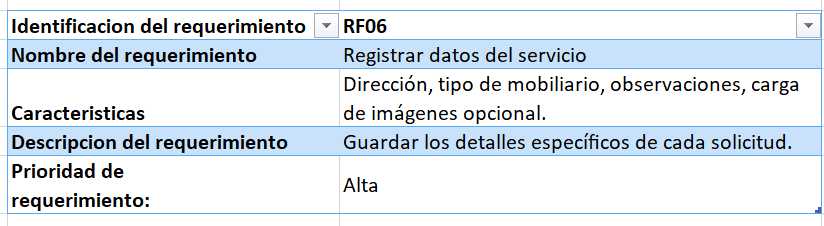 Identificacion del requerimiento RF06
Nombre del requerimiento Registrar datos del servicio
Dirección, tipo de mobiliario, observaciones, carga
Caracteristicas de imágenes opcional.
Descripcion del requerimiento Guardar los detalles específicos de cada solicitud.
Prioridad de
requerimiento: Alta